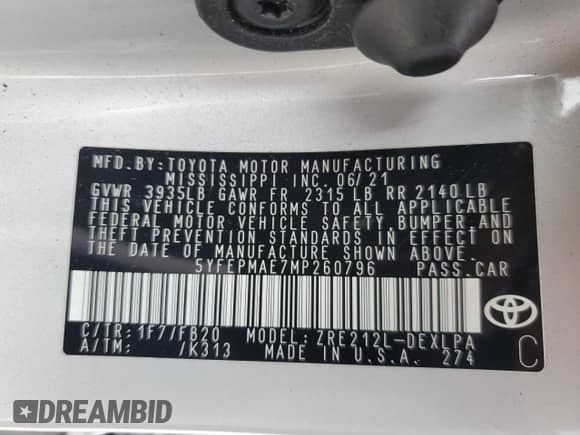 MFD. BY: TOYOTA MOTOR MANUFACTURING
MISSISSIPPI INC. 06/21
GVWR 3935LB GAWR FR 2315 LB RR 2140 LB
THIS VEHICLE CONFORMS TO ALL APPLICABLE
FEDERAL MOTOR VEHICLE SAFETY, BUMPER AND
THEFT PREVENTION STANDARDS IN EFFECT ON
THE DATE OF MANUFACTURE SHOWN ABOVE.
5YFEPMAE7MP260796 PASS. CAR
C/TR: 1F7/FB20 MODEL: ZRE212L-DEXLPA
A/TM: /K313 MADE IN U.S.A. 274
C
DREAMBID